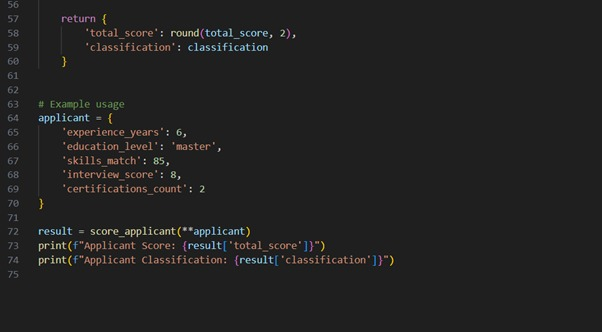 56
57 return {
58 'total_score': round(total_score, 2),
59 'classification': classification
60 }
61
62
63 # Example usage
64 applicant = {
65 'experience_years': 6,
66 'education_level': 'master',
67 'skills_match': 85,
68 'interview_score': 8,
69 'certifications_count': 2
70 }
71
72 result = score_applicant(**applicant)
73 print(f"Applicant Score: {result['total_score']}")
74 print(f"Applicant Classification: {result['classification']}")
75